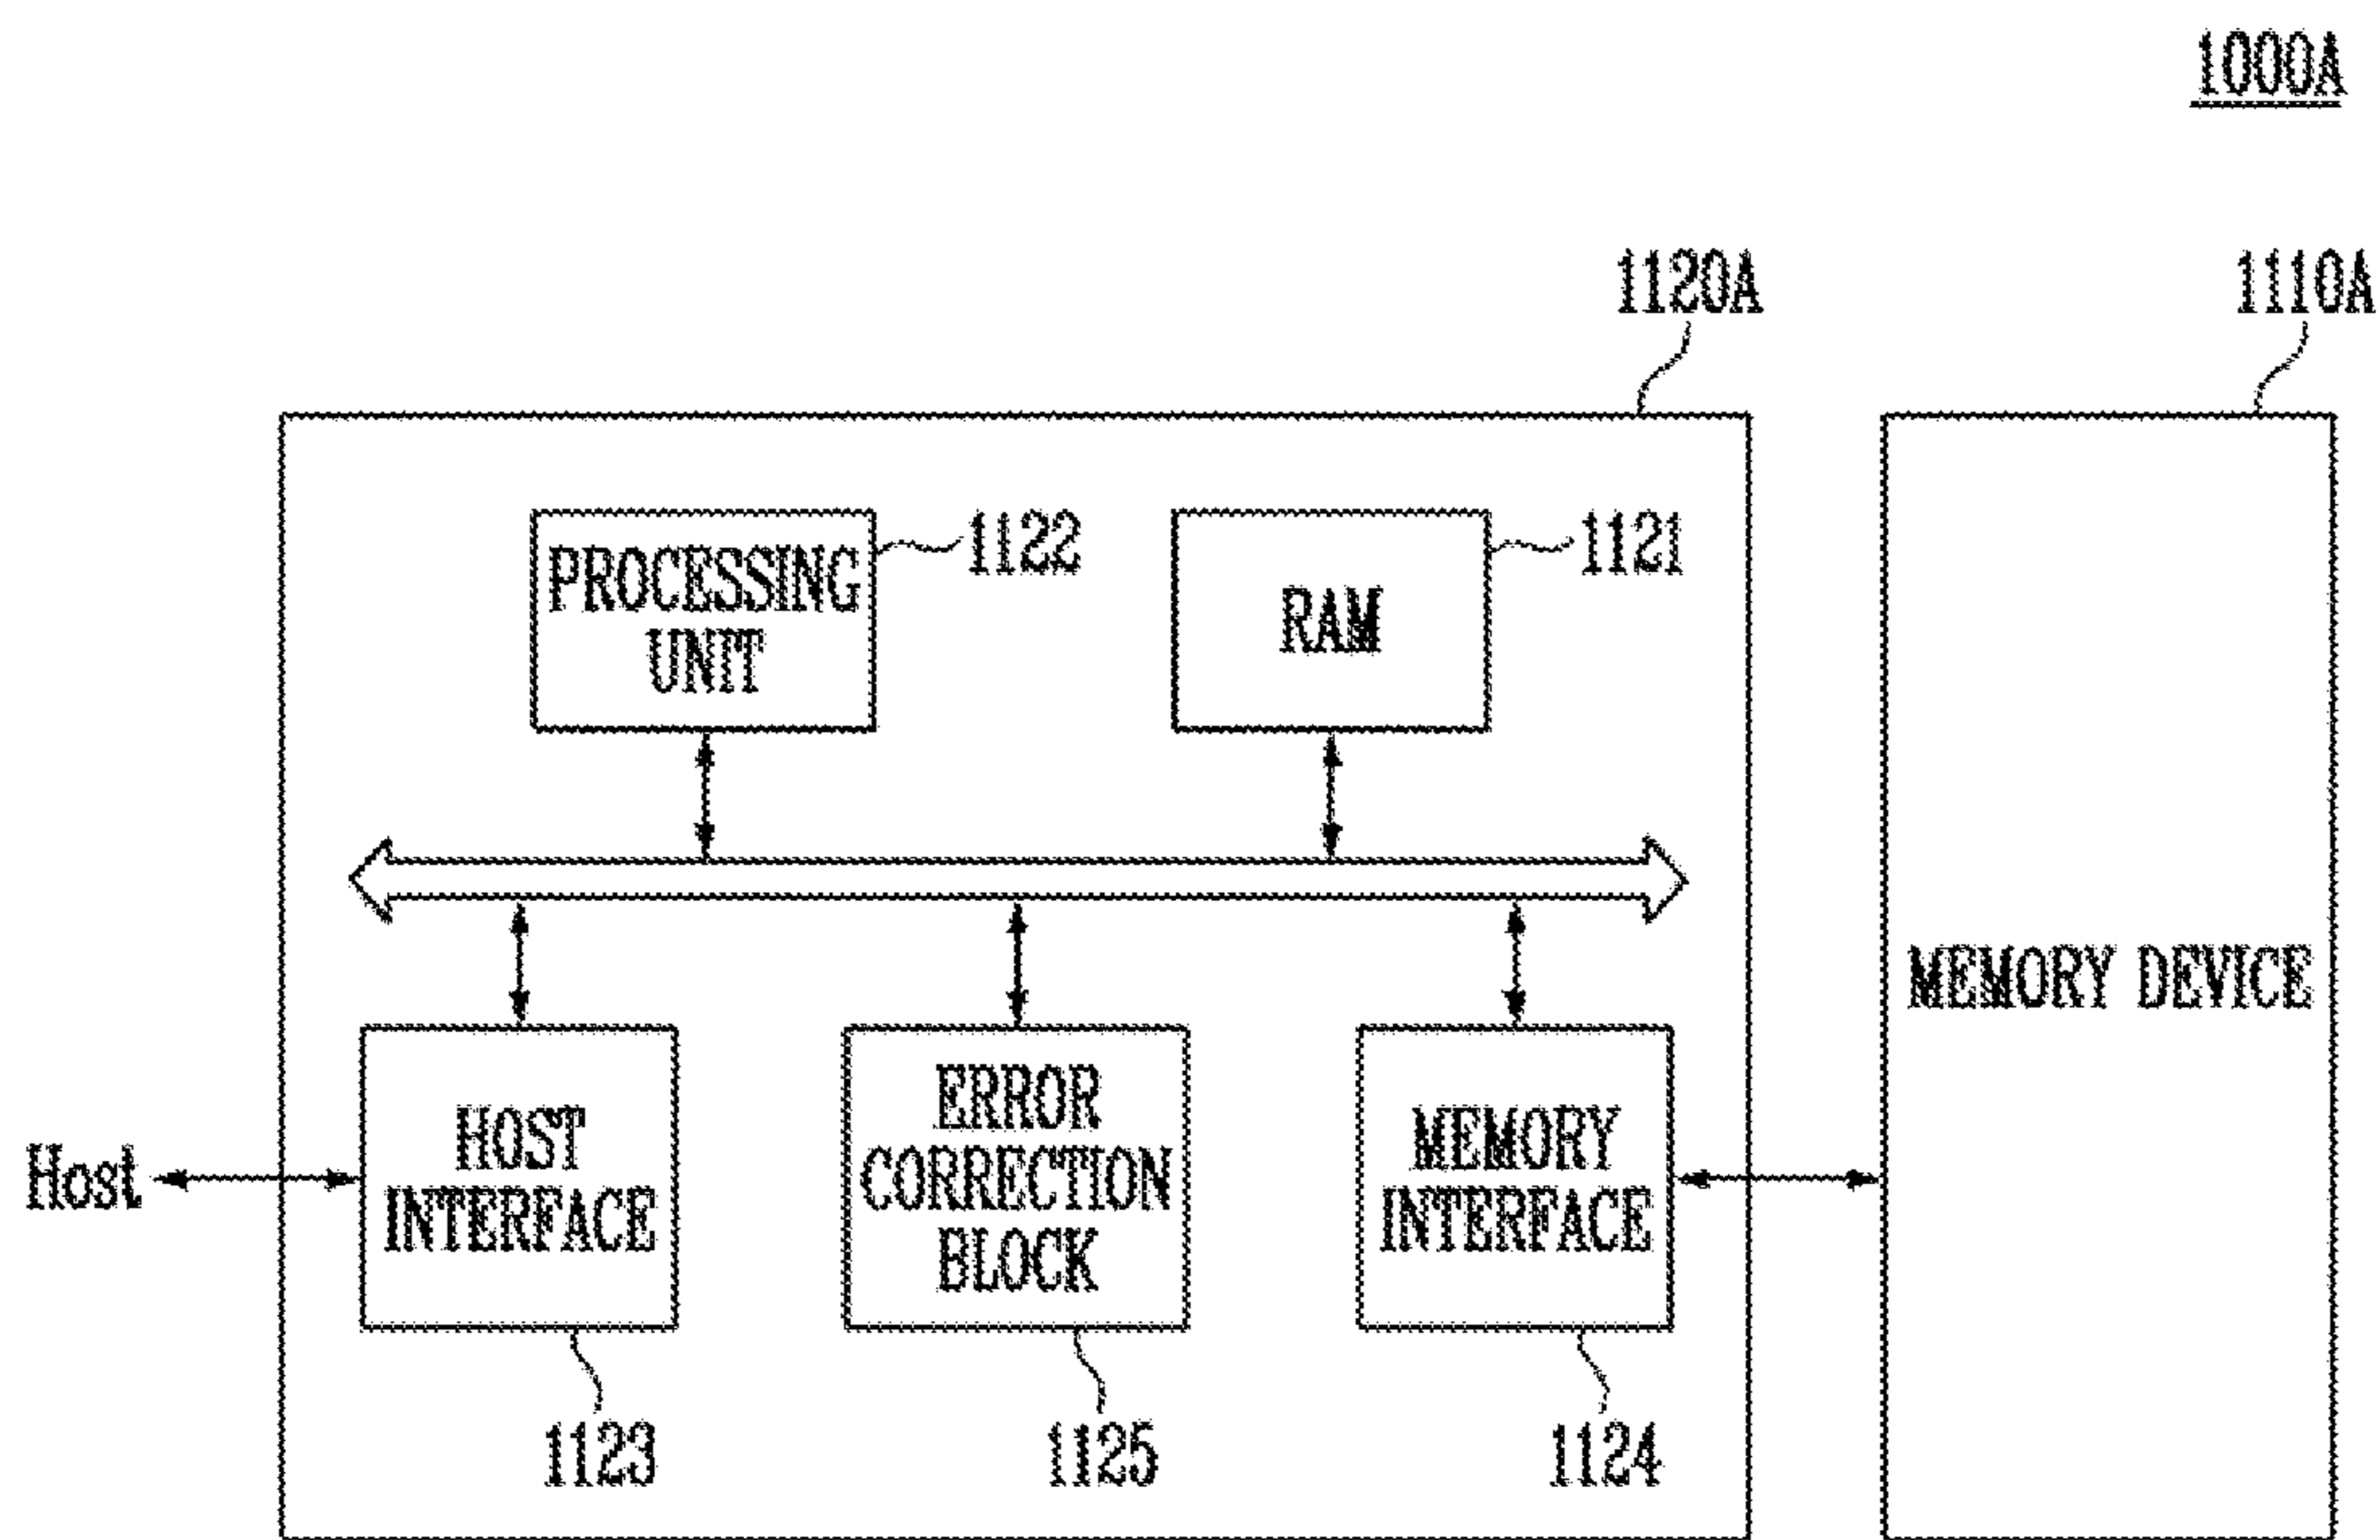 1000A
1120A
1110A
PROCESSING
UNIT
1122
RAM
1121
MEMORY DEVICE
Host
HOST
INTERFACE
ERROR
CORRECTION
BLOCK
MEMORY
INTERFACE
1123
1125
1124